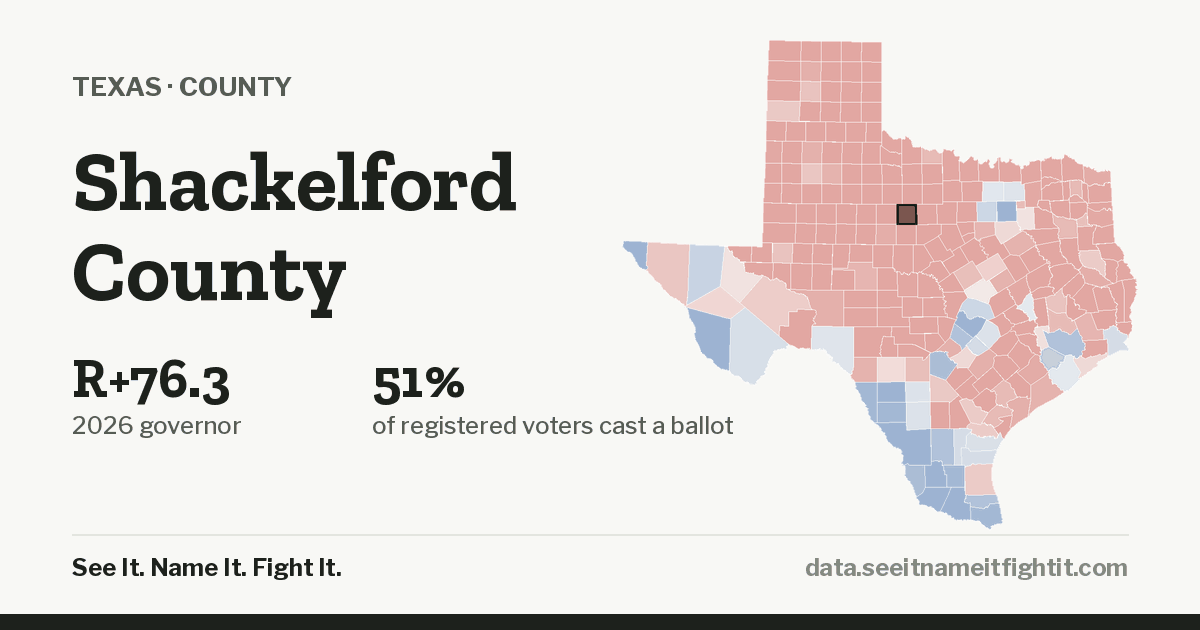 TEXAS · COUNTY
Shackelford
County
R+76.3
2026 governor
51%
of registered voters cast a ballot
See It. Name It. Fight It.
data.seeitnameitfightit.com